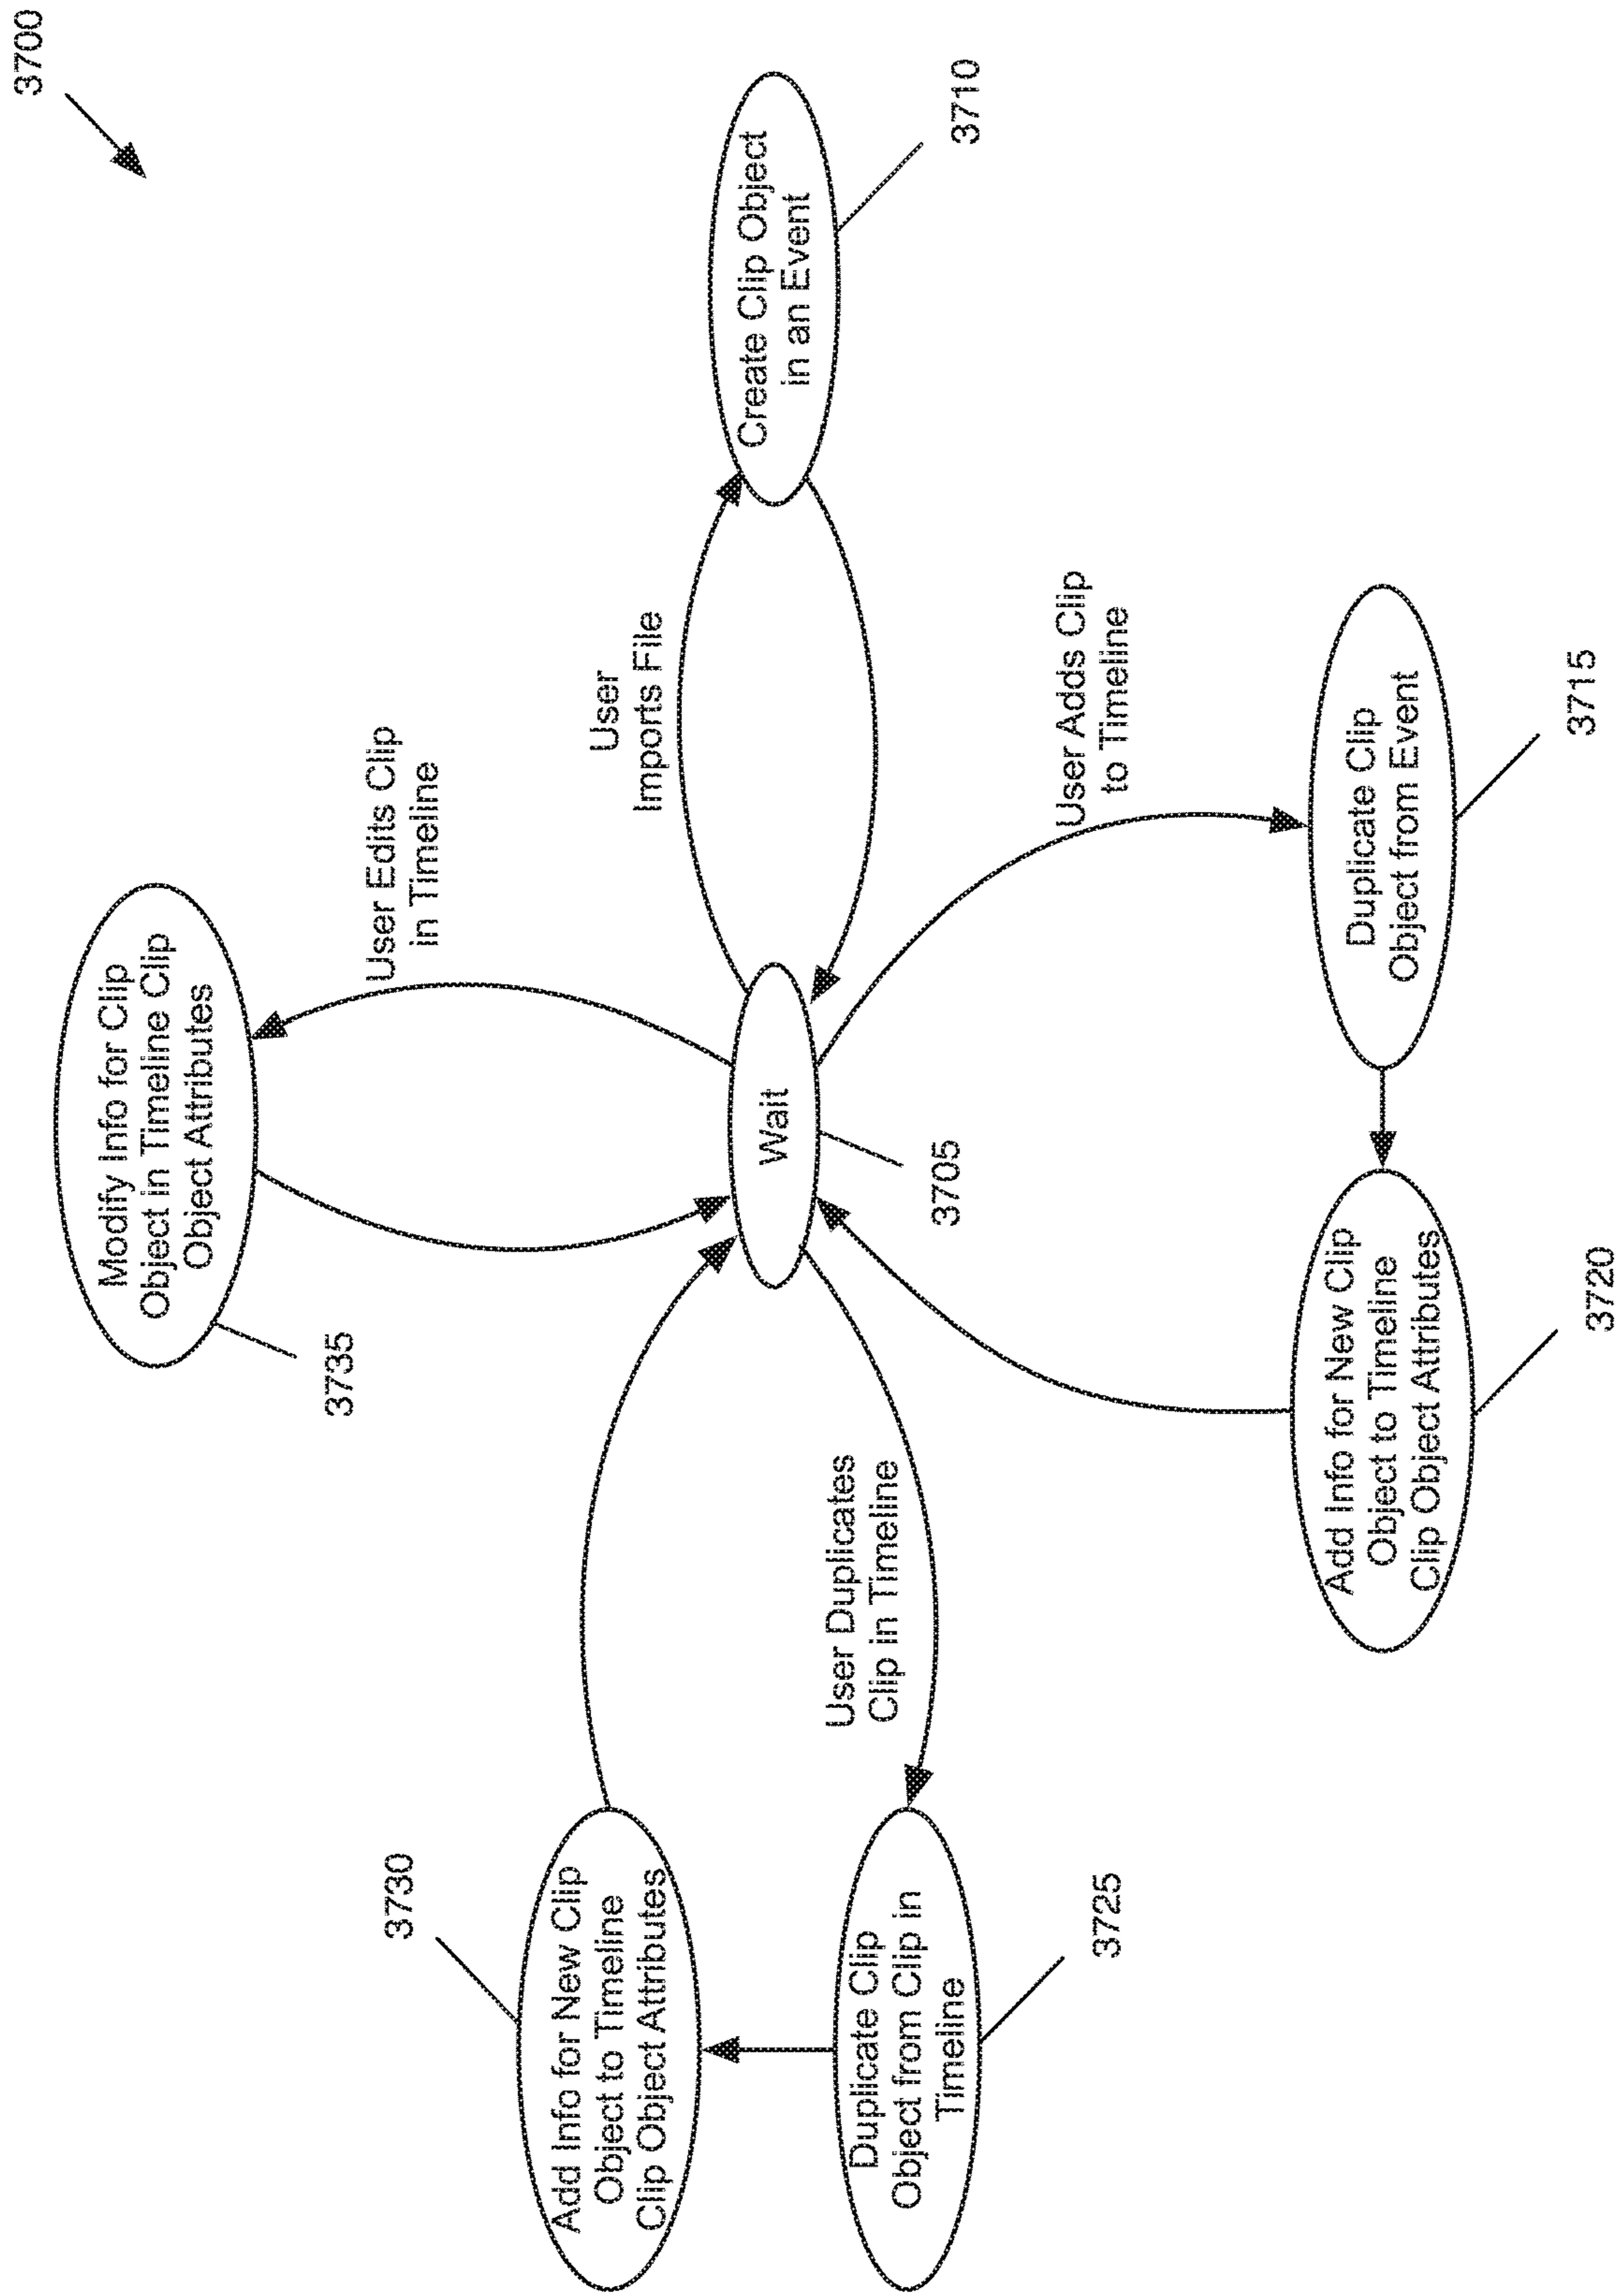 3700
Modify Info for Clip
Object in Timeline Clip
Object Attributes
3735
User Edits Clip
in Timeline
User
Imports File
Create Clip Object
in an Event
3710
Wait
3705
User Adds Clip
to Timeline
Duplicate Clip
Object from Event
3715
Add Info for New Clip
Object to Timeline
Clip Object Attributes
3720
User Duplicates
Clip in Timeline
Duplicate Clip
Object from Clip in
Timeline
3725
Add Info for New Clip
Object to Timeline
Clip Object Attributes
3730